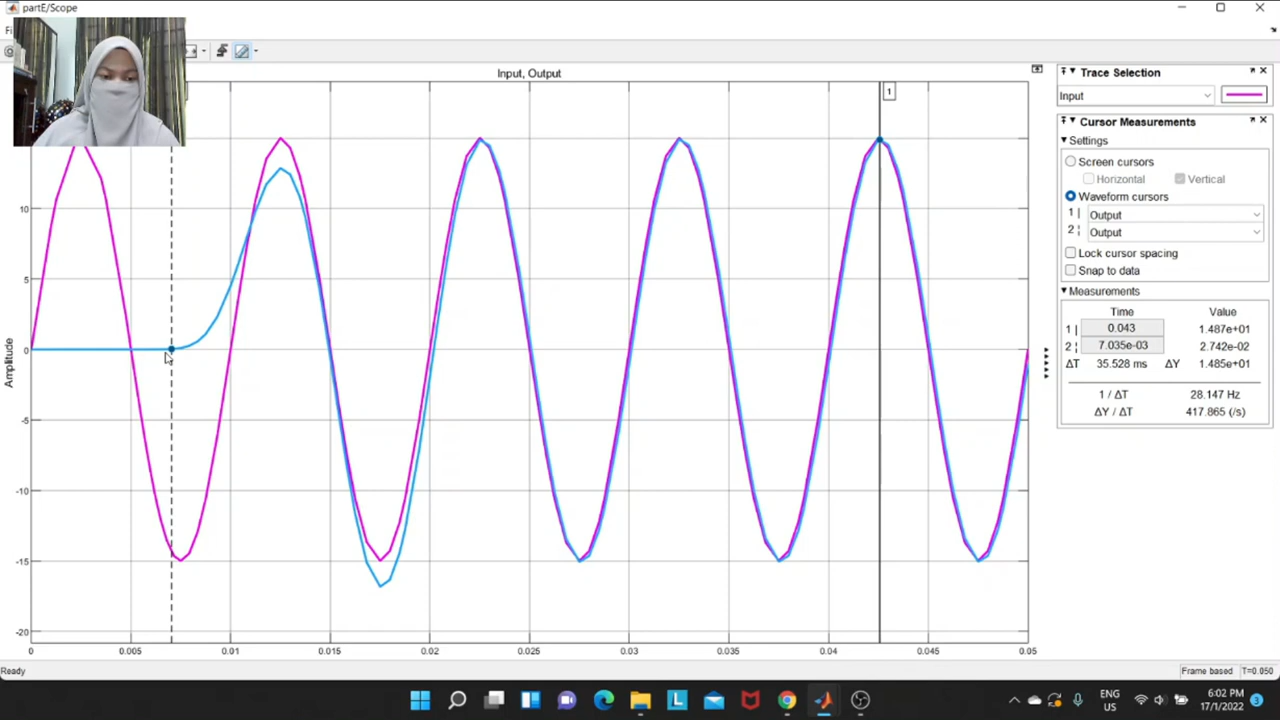 partE/Scope
Fi
Input, Output
1
10
5
0
-5
-10
-15
-20
Amplitude
0
0.005
0.01
0.015
0.02
0.025
0.03
0.035
0.04
0.045
0.05
Trace Selection
Input
Cursor Measurements
Settings
Screen cursors
Horizontal Vertical
Waveform cursors
1 | Output
2 ¦ Output
Lock cursor spacing
Snap to data
Measurements
Time Value
1 | 0.043 1.487e+01
2 ¦ 7.035e-03 2.742e-02
ΔT 35.528 ms ΔY 1.485e+01
1 / ΔT 28.147 Hz
ΔY / ΔT 417.865 (/s)
Ready
Frame based T=0.050
L
ENG
US
6:02 PM
17/1/2022
3